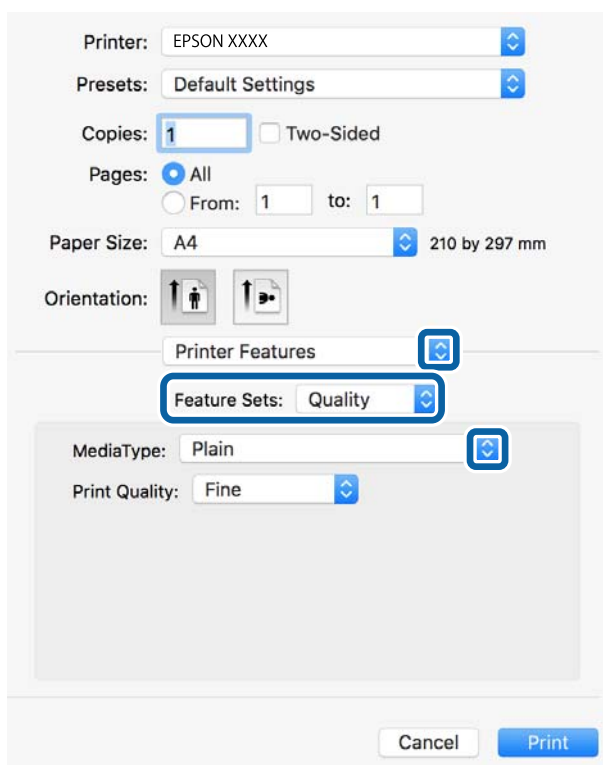 Printer: EPSON XXXX
Presets: Default Settings
Copies: 1 Two-Sided
Pages: All
From: 1 to: 1
Paper Size: A4 210 by 297 mm
Orientation:
Printer Features
Feature Sets: Quality
MediaType: Plain
Print Quality: Fine
Cancel Print